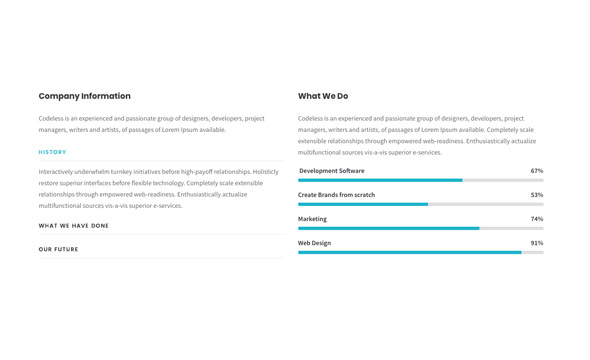 Company Information
Codeless is an experienced and passionate group of designers, developers, project
managers, writers and artists, of passages of Lorem Ipsum available.
HISTORY
Interactively underwhelm turnkey initiatives before high-payoff relationships. Holisticly
restore superior interfaces before flexible technology. Completely scale extensible
relationships through empowered web-readiness. Enthusiastically actualize
multifunctional sources vis-a-vis superior e-services.
WHAT WE HAVE DONE
OUR FUTURE
What We Do
Codeless is an experienced and passionate group of designers, developers, project
managers, writers and artists, of passages of Lorem Ipsum available. Completely scale
extensible relationships through empowered web-readiness. Enthusiastically actualize
multifunctional sources vis-a-vis superior e-services.
Development Software 67%
Create Brands from scratch 53%
Marketing 74%
Web Design 91%